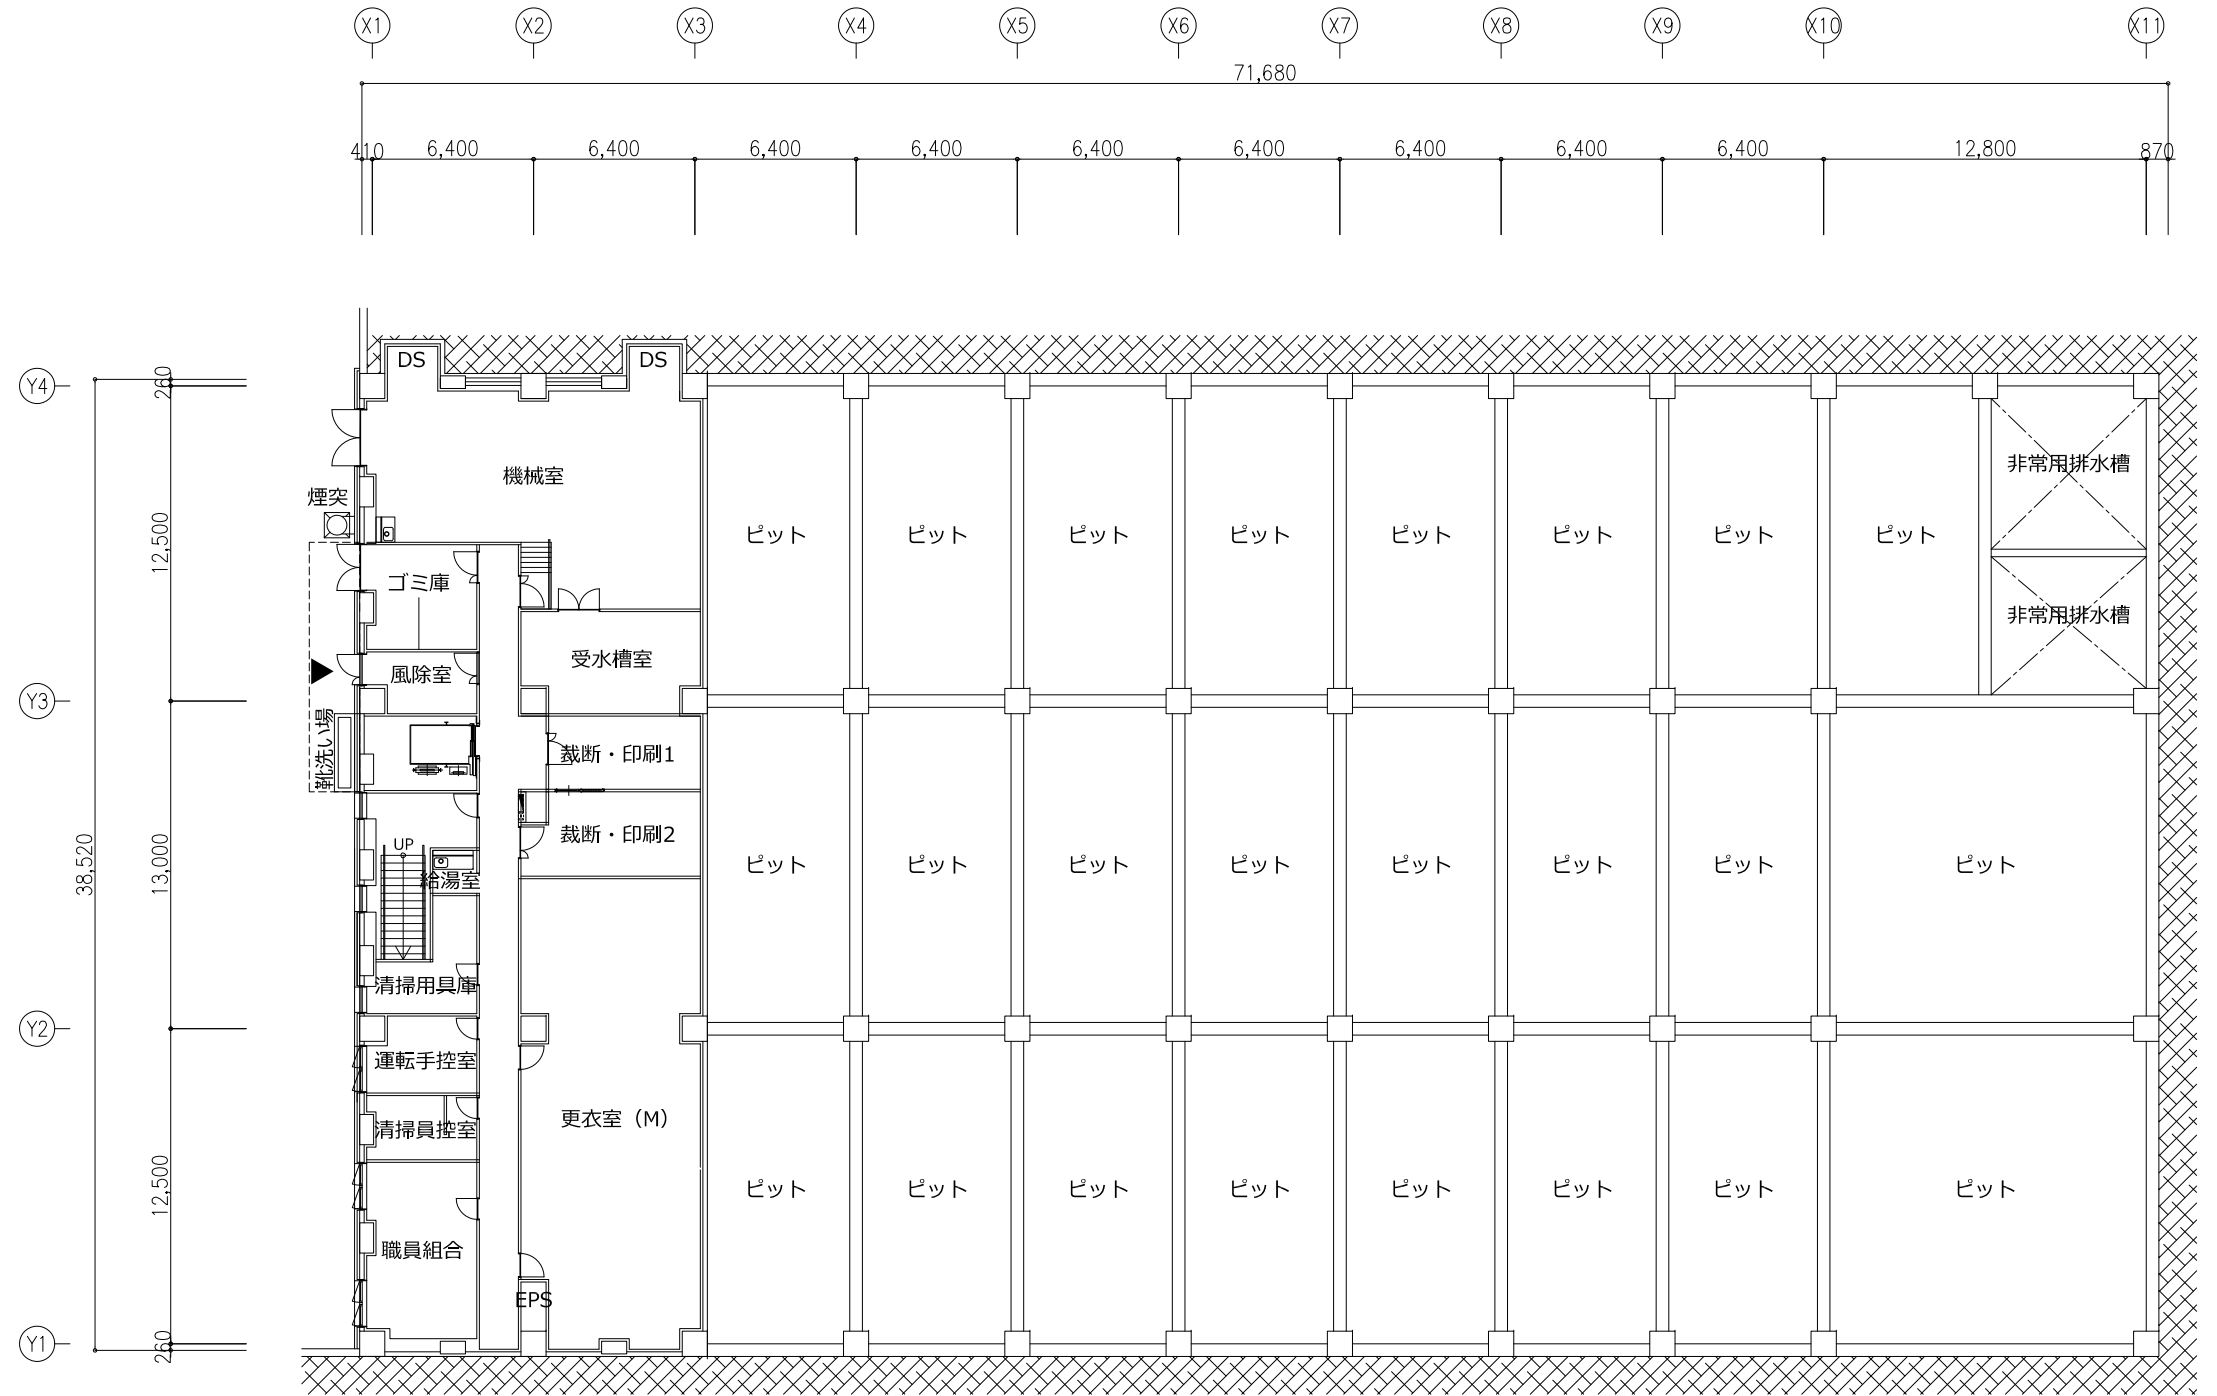 X1 X2 X3 X4 X5 X6 X7 X8 X9 X10 X11
71,680
410 6,400 6,400 6,400 6,400 6,400 6,400 6,400 6,400 6,400 12,800 870
DS DS
Y4
260
機械室
非常用排水槽
煙突
12,500
ピット ピット ピット ピット ピット ピット ピット ピット
ゴミ庫
非常用排水槽
受水槽室
風除室
Y3
靴洗い場
裁断・印刷1
裁断・印刷2
UP
38,520
13,000
ピット ピット ピット ピット ピット ピット ピット ピット
給湯室
清掃用具庫
Y2
運転手控室
更衣室（M）
清掃員控室
12,500
ピット ピット ピット ピット ピット ピット ピット ピット
職員組合
EPS
Y1
260